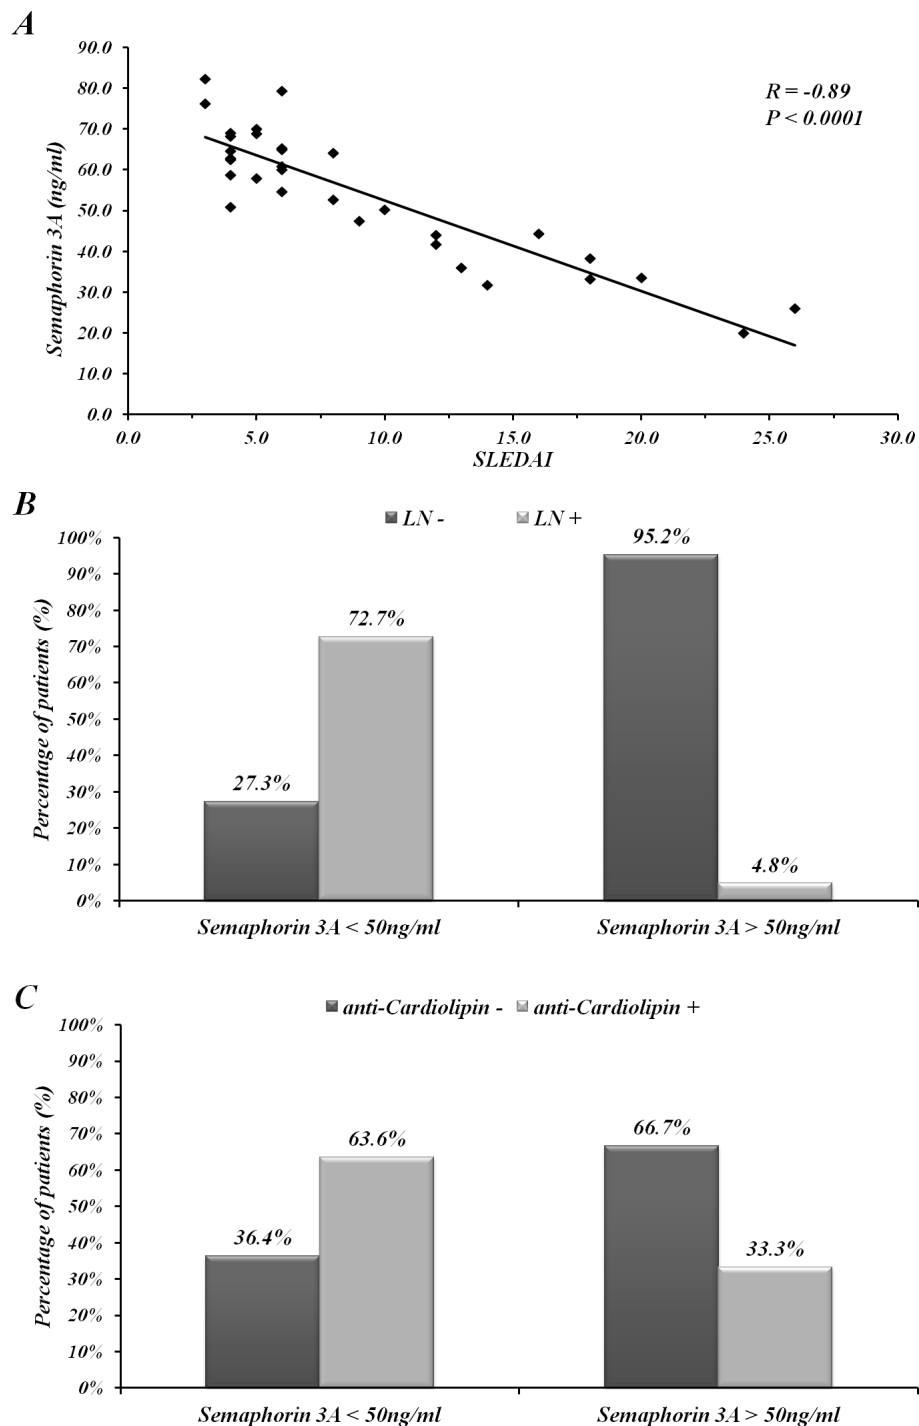 A
90.0
80.0
70.0
60.0
50.0
40.0
30.0
20.0
10.0
0.0
Semaphorin 3A (ng/ml)
R = -0.89
P < 0.0001
0.0 5.0 10.0 15.0 20.0 25.0 30.0
SLEDAI
B
LN - LN +
100%
90%
80%
70%
60%
50%
40%
30%
20%
10%
0%
Percentage of patients (%)
27.3% 72.7% 95.2% 4.8%
Semaphorin 3A < 50ng/ml Semaphorin 3A > 50ng/ml
C
anti-Cardiolipin - anti-Cardiolipin +
100%
90%
80%
70%
60%
50%
40%
30%
20%
10%
0%
Percentage of patients (%)
36.4% 63.6% 66.7% 33.3%
Semaphorin 3A < 50ng/ml Semaphorin 3A > 50ng/ml